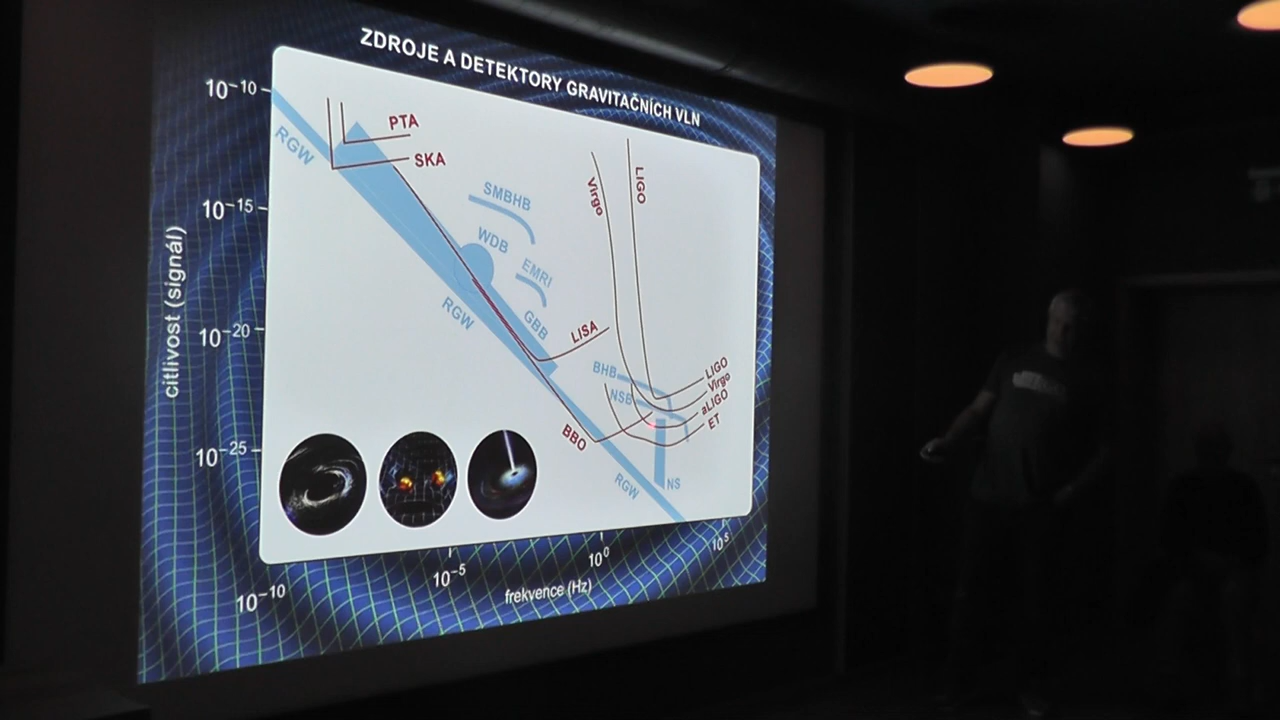 ZDROJE A DETEKTORY GRAVITAČNÍCH VLN
10⁻¹⁰
10⁻¹⁵
10⁻²⁰
10⁻²⁵
citlivost (signál)
RGW
PTA
SKA
SMBHB
WDB
EMRI
RGW
GBB
LISA
Virgo
LIGO
BHB
NSB
LIGO
Virgo
aLIGO
ET
BBO
RGW
NS
10⁻¹⁰
10⁻⁵
10⁰
10⁵
frekvence (Hz)